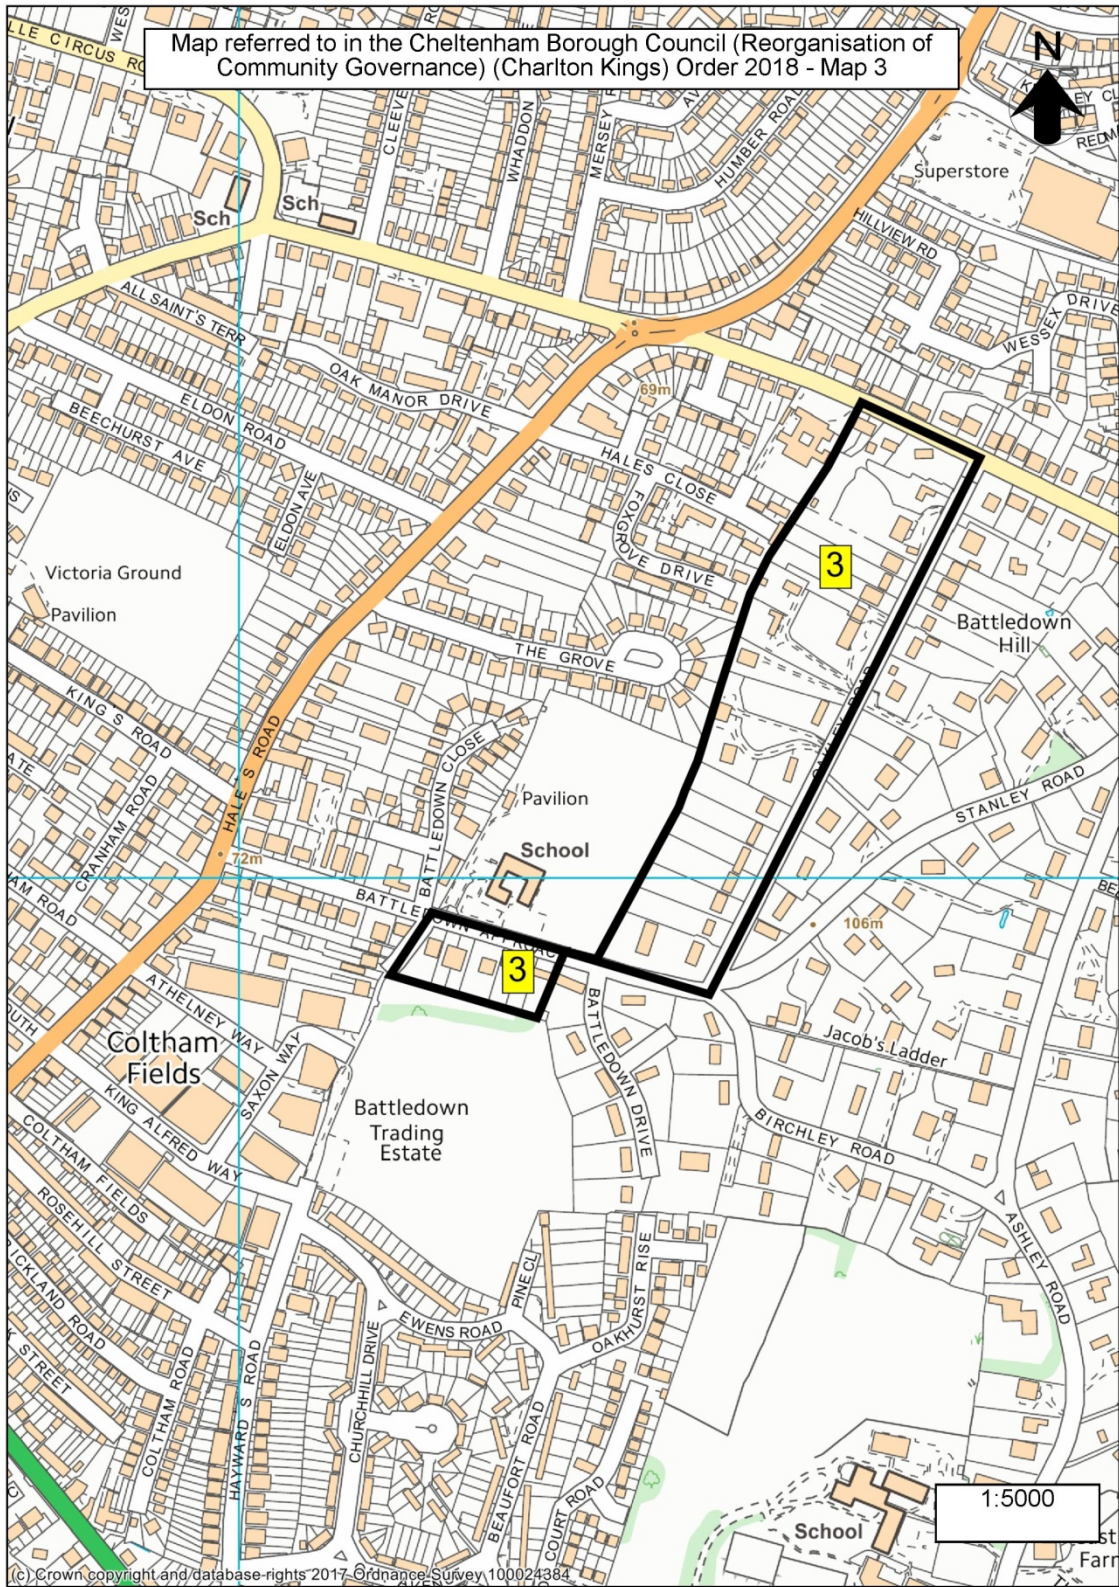 Map referred to in the Cheltenham Borough Council (Reorganisation of
Community Governance) (Charlton Kings) Order 2018 - Map 3
N
CLEEVE
WHADDON
MERSEY
HUMBER ROAD
Superstore
Sch
Sch
HILLVIEW RD
WESSEX
DRIVE
ALL SAINT'S TERR
OAK MANOR DRIVE
69m
ELDON ROAD
BEECHURST AVE
ELDON AVE
HALES CLOSE
FOXGROVE DRIVE
3
Victoria Ground
Pavilion
Battledown
Hill
THE GROVE
KING'S ROAD
HALE'S ROAD
CRANHAM ROAD
BATTLEDOWN CLOSE
OAKLEY ROAD
STANLEY ROAD
Pavilion
School
72m
BATTLEDOWN APPROACH
106m
3
ATHELNEY WAY
BATTLEDOWN DRIVE
Jacob's Ladder
Coltham
Fields
SAXON WAY
Battledown
Trading
Estate
KING ALFRED WAY
BIRCHLEY ROAD
COLTHAM FIELDS
ROSEHILL STREET
ASHLEY ROAD
PINE CL
OAKHURST RISE
EWENS ROAD
STREET
COLTHAM ROAD
HAYWARD'S ROAD
CHURCHHILL DRIVE
BEAUFORT ROAD
COURT ROAD
School
1:5000
(c) Crown copyright and database rights 2017 Ordnance Survey 100024384